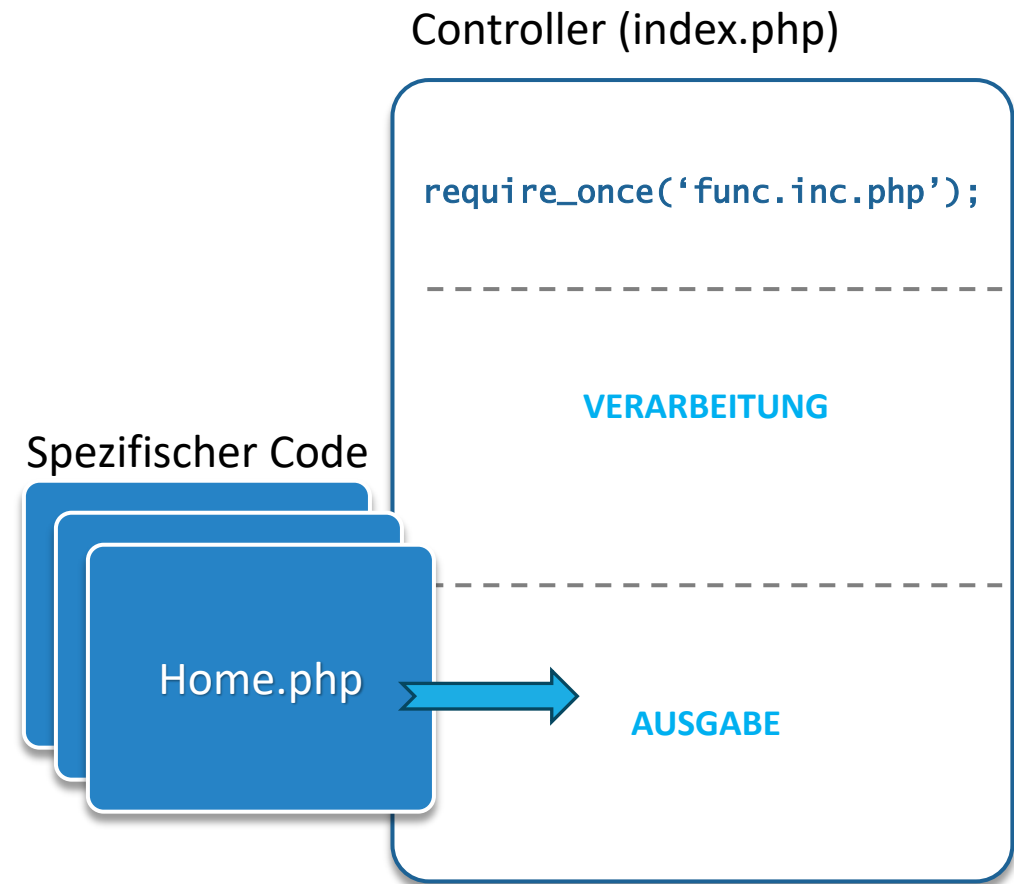 Controller (index.php)
require_once(‘func.inc.php’);
VERARBEITUNG
Spezifischer Code
Home.php
AUSGABE